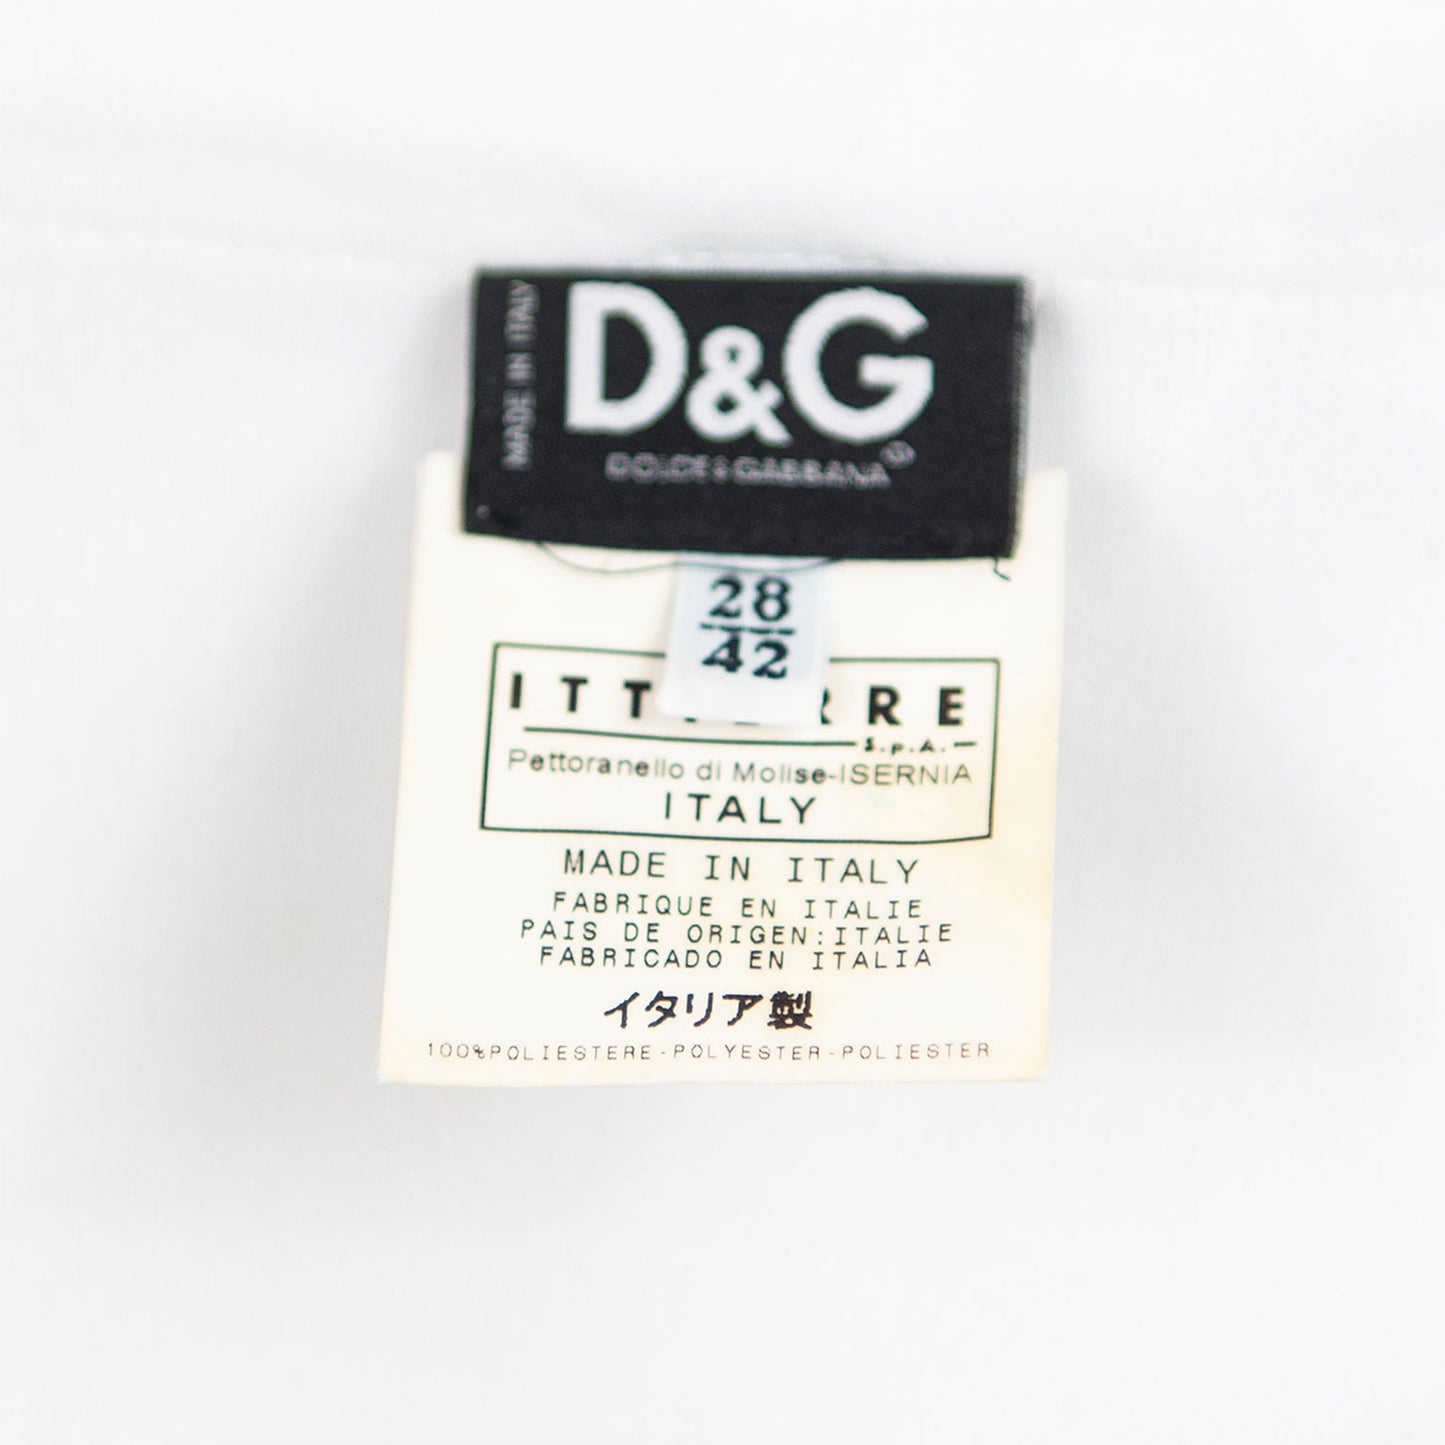 MADE IN ITALY
D&G
DOLCE & GABBANA
28
42
ITTIERRE
S.p.A.
Pettoranello di Molise-ISERNIA
ITALY
MADE IN ITALY
FABRIQUE EN ITALIE
PAIS DE ORIGEN:ITALIE
FABRICADO EN ITALIA
イタリア製
100%POLIESTERE-POLYESTER-POLIESTER